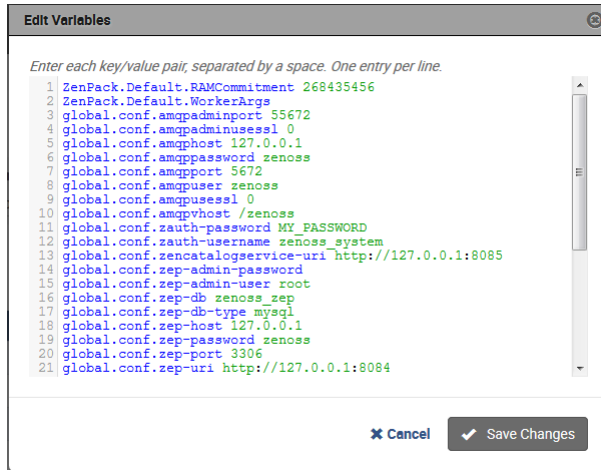 Edit Variables
Enter each key/value pair, separated by a space. One entry per line.
1 ZenPack.Default.RAMCommitment 268435456
2 ZenPack.Default.WorkerArgs
3 global.conf.amqpadminport 55672
4 global.conf.amqpadminusessl 0
5 global.conf.amqphost 127.0.0.1
6 global.conf.amqppassword zenoss
7 global.conf.amqpport 5672
8 global.conf.amqpuser zenoss
9 global.conf.amqpusessl 0
10 global.conf.amqpvhost /zenoss
11 global.conf.zauth-password MY_PASSWORD
12 global.conf.zauth-username zenoss_system
13 global.conf.zencatalogservice-uri http://127.0.0.1:8085
14 global.conf.zep-admin-password
15 global.conf.zep-admin-user root
16 global.conf.zep-db zenoss_zep
17 global.conf.zep-db-type mysql
18 global.conf.zep-host 127.0.0.1
19 global.conf.zep-password zenoss
20 global.conf.zep-port 3306
21 global.conf.zep-uri http://127.0.0.1:8084
Cancel
Save Changes